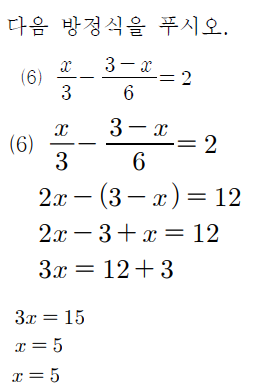 다음 방정식을 푸시오.
(6) x/3 - (3-x)/6 = 2
(6) x/3 - (3-x)/6 = 2
2x - (3-x) = 12
2x - 3 + x = 12
3x = 12 + 3
3x = 15
x = 5
x = 5